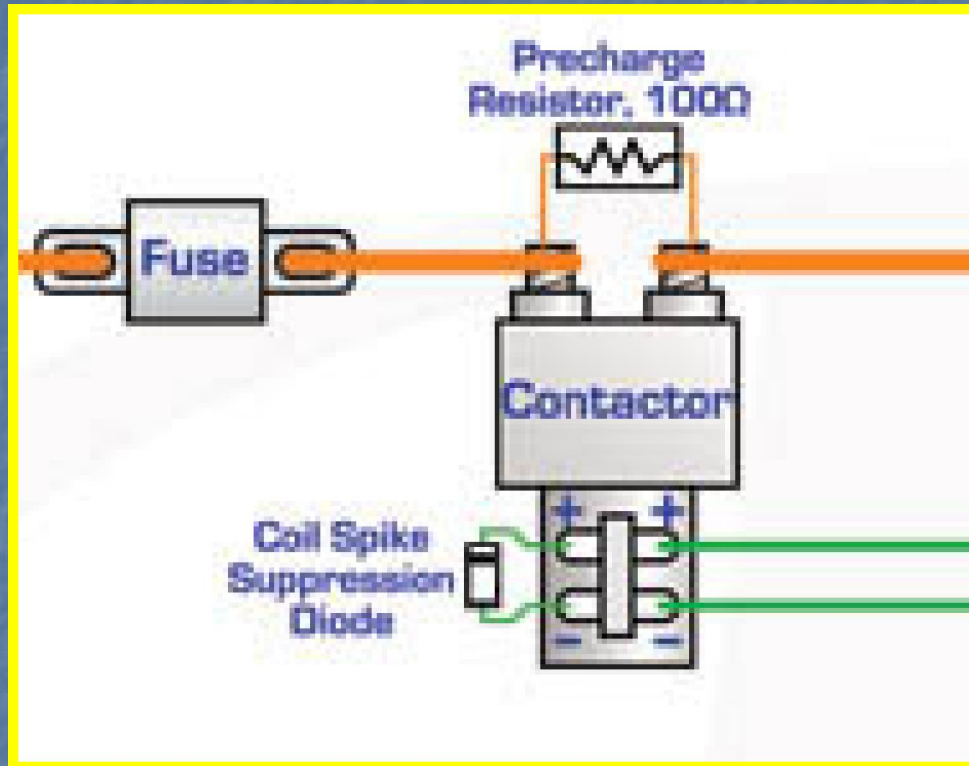 Precharge
Resistor, 100Ω
Fuse
Contactor
+ +
Coil Spike
Suppression
Diode
- -